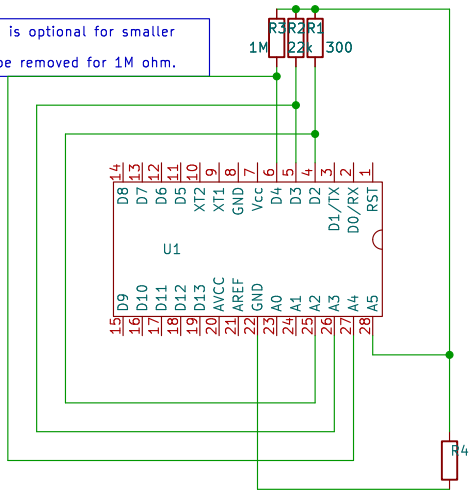 is optional for smaller
be removed for 1M ohm.
R3 R2 R1
1M 22k 300
14 13 12 11 10 9 8 7 6 5 4 3 2 1
D8 D7 D6 D5 XT2 XT1 GND Vcc D4 D3 D2 D1/TX D0/RX RST
U1
D9 D10 D11 D12 D13 AVCC AREF GND A0 A1 A2 A3 A4 A5
15 16 17 18 19 20 21 22 23 24 25 26 27 28
R4